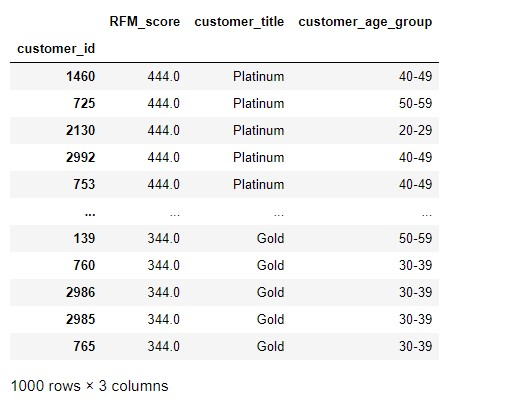 RFM_score customer_title customer_age_group
customer_id
1460 444.0 Platinum 40-49
725 444.0 Platinum 50-59
2130 444.0 Platinum 20-29
2992 444.0 Platinum 40-49
753 444.0 Platinum 40-49
... ... ... ...
139 344.0 Gold 50-59
760 344.0 Gold 30-39
2986 344.0 Gold 30-39
2985 344.0 Gold 30-39
765 344.0 Gold 30-39
1000 rows × 3 columns